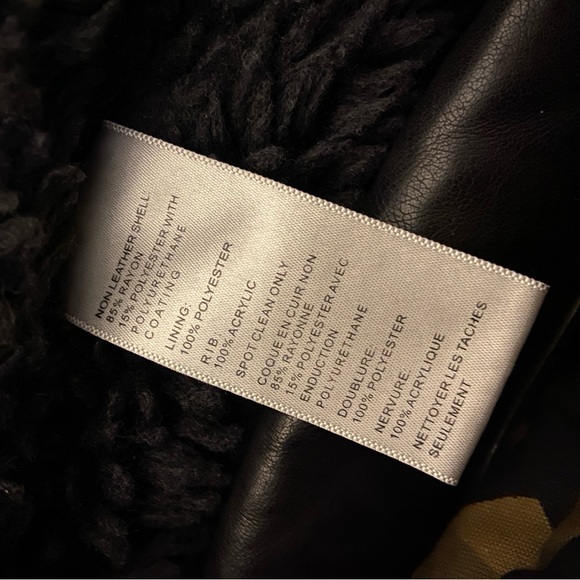 NON LEATHER SHELL
85% RAYON
15% POLYESTER WITH
POLYURETHANE
COATING
LINING:
100% POLYESTER
RIB:
100% ACRYLIC
SPOT CLEAN ONLY
COQUE EN CUIR WON
85% RAYONNE
15% POLYESTER AVEC
ENDUCTION
POLYURETHANE
DOUBLURE:
100% POLYESTER
NERVURE:
100% ACRYLIQUE
NETTOYER LES TACHES
SEULEMENT